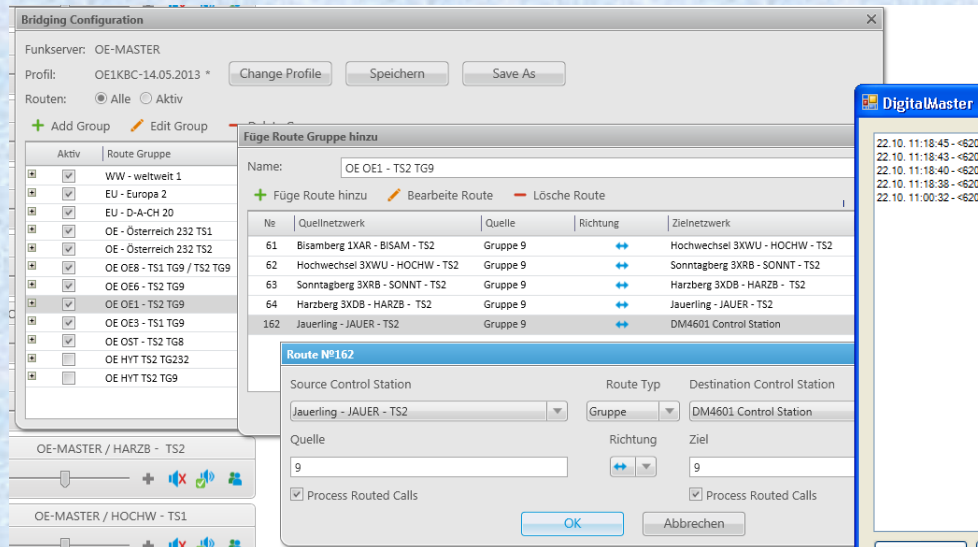 Bridging Configuration
Funkserver: OE-MASTER
Profil: OE1KBC-14.05.2013 * Change Profile Speichern Save As
Routen: Alle Aktiv
Add Group Edit Group
Aktiv Route Gruppe
WW - weltweit 1
EU - Europa 2
EU - D-A-CH 20
OE - Österreich 232 TS1
OE - Österreich 232 TS2
OE OE8 - TS1 TG9 / TS2 TG9
OE OE6 - TS2 TG9
OE OE1 - TS2 TG9
OE OE3 - TS1 TG9
OE OST - TS2 TG8
OE HYT TS2 TG232
OE HYT TS2 TG9
OE-MASTER / HARZB - TS2
OE-MASTER / HOCHW - TS1
Füge Route Gruppe hinzu
Name: OE OE1 - TS2 TG9
Füge Route hinzu Bearbeite Route Lösche Route
№ Quellnetzwerk Quelle Richtung Zielnetzwerk
61 Bisamberg 1XAR - BISAM - TS2 Gruppe 9 Hochwechsel 3XWU - HOCHW - TS2
62 Hochwechsel 3XWU - HOCHW - TS2 Gruppe 9 Sonntagberg 3XRB - SONNT - TS2
63 Sonntagberg 3XRB - SONNT - TS2 Gruppe 9 Harzberg 3XDB - HARZB - TS2
64 Harzberg 3XDB - HARZB - TS2 Gruppe 9 Jauerling - JAUER - TS2
162 Jauerling - JAUER - TS2 Gruppe 9 DM4601 Control Station
Route №162
Source Control Station Route Typ Destination Control Station
Jauerling - JAUER - TS2 Gruppe DM4601 Control Station
Quelle Richtung Ziel
9 9
Process Routed Calls Process Routed Calls
OK Abbrechen
DigitalMaster
22.10. 11:18:45 - <620
22.10. 11:18:43 - <620
22.10. 11:18:40 - <620
22.10. 11:18:38 - <620
22.10. 11:00:32 - <620